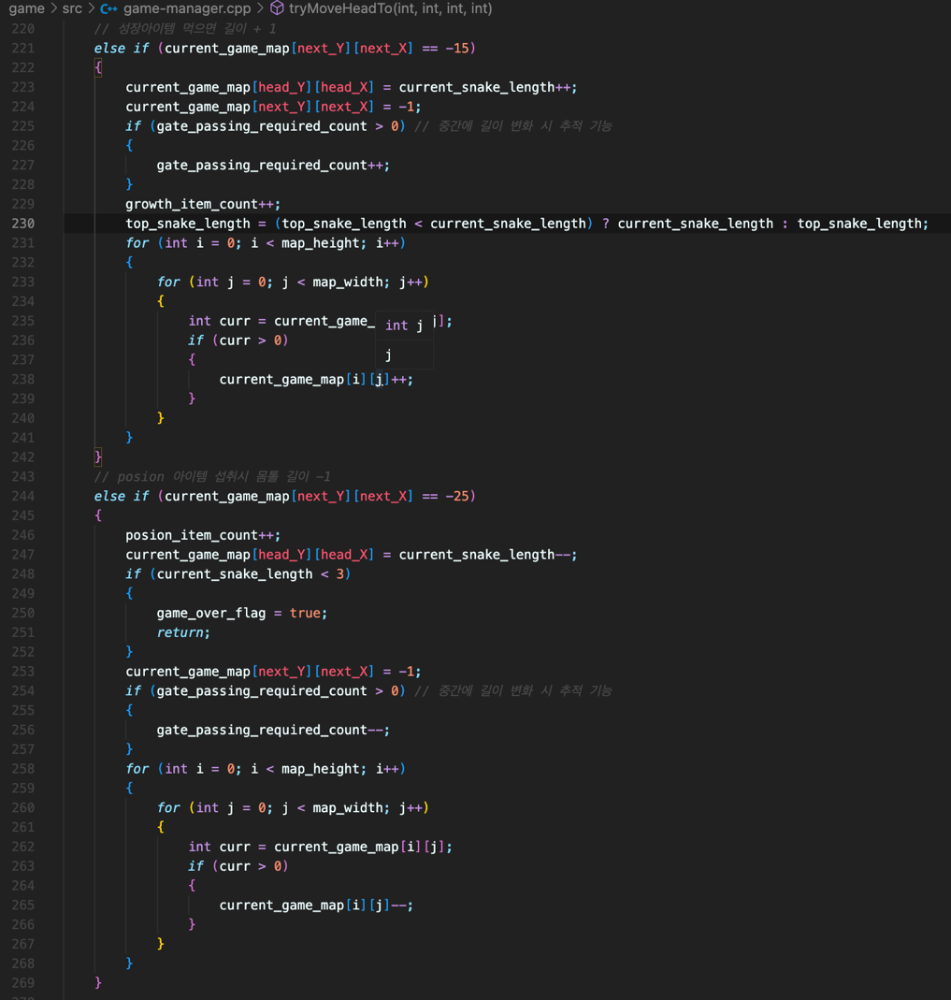 game > src > C++ game-manager.cpp > tryMoveHeadTo(int, int, int, int)
220 // 성장아이템 먹으면 길이 + 1
221 else if (current_game_map[next_Y][next_X] == -15)
222 {
223 current_game_map[head_Y][head_X] = current_snake_length++;
224 current_game_map[next_Y][next_X] = -1;
225 if (gate_passing_required_count > 0) // 중간에 길이 변화 시 추적 기능
226 {
227 gate_passing_required_count++;
228 }
229 growth_item_count++;
230 top_snake_length = (top_snake_length < current_snake_length) ? current_snake_length : top_snake_length;
231 for (int i = 0; i < map_height; i++)
232 {
233 for (int j = 0; j < map_width; j++)
234 {
235 int curr = current_game_ j];
int j
236 if (curr > 0)
j
237 {
238 current_game_map[i][j]++;
239 }
240 }
241 }
242 }
243 // posion 아이템 섭취시 몸틀 길이 -1
244 else if (current_game_map[next_Y][next_X] == -25)
245 {
246 posion_item_count++;
247 current_game_map[head_Y][head_X] = current_snake_length--;
248 if (current_snake_length < 3)
249 {
250 game_over_flag = true;
251 return;
252 }
253 current_game_map[next_Y][next_X] = -1;
254 if (gate_passing_required_count > 0) // 중간에 길이 변화 시 추적 기능
255 {
256 gate_passing_required_count--;
257 }
258 for (int i = 0; i < map_height; i++)
259 {
260 for (int j = 0; j < map_width; j++)
261 {
262 int curr = current_game_map[i][j];
263 if (curr > 0)
264 {
265 current_game_map[i][j]--;
266 }
267 }
268 }
269 }